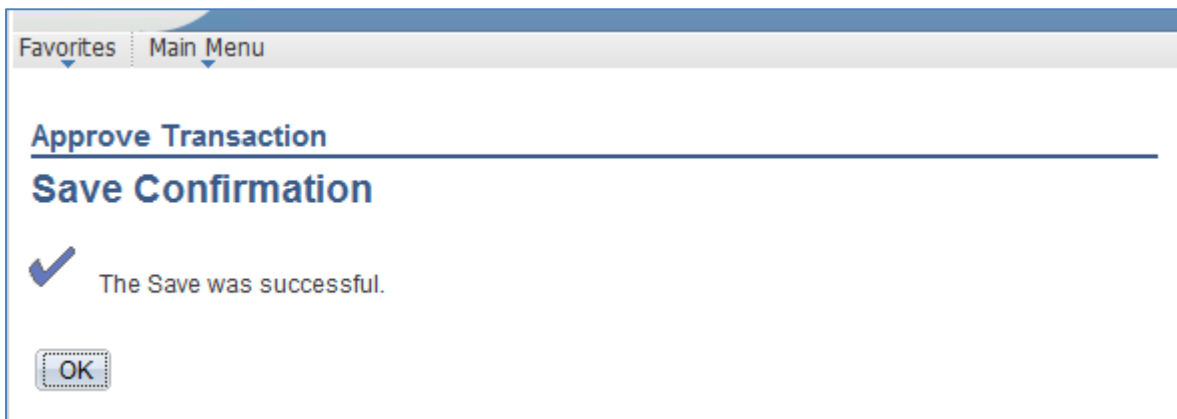 Favorites Main Menu
Approve Transaction
Save Confirmation
The Save was successful.
OK